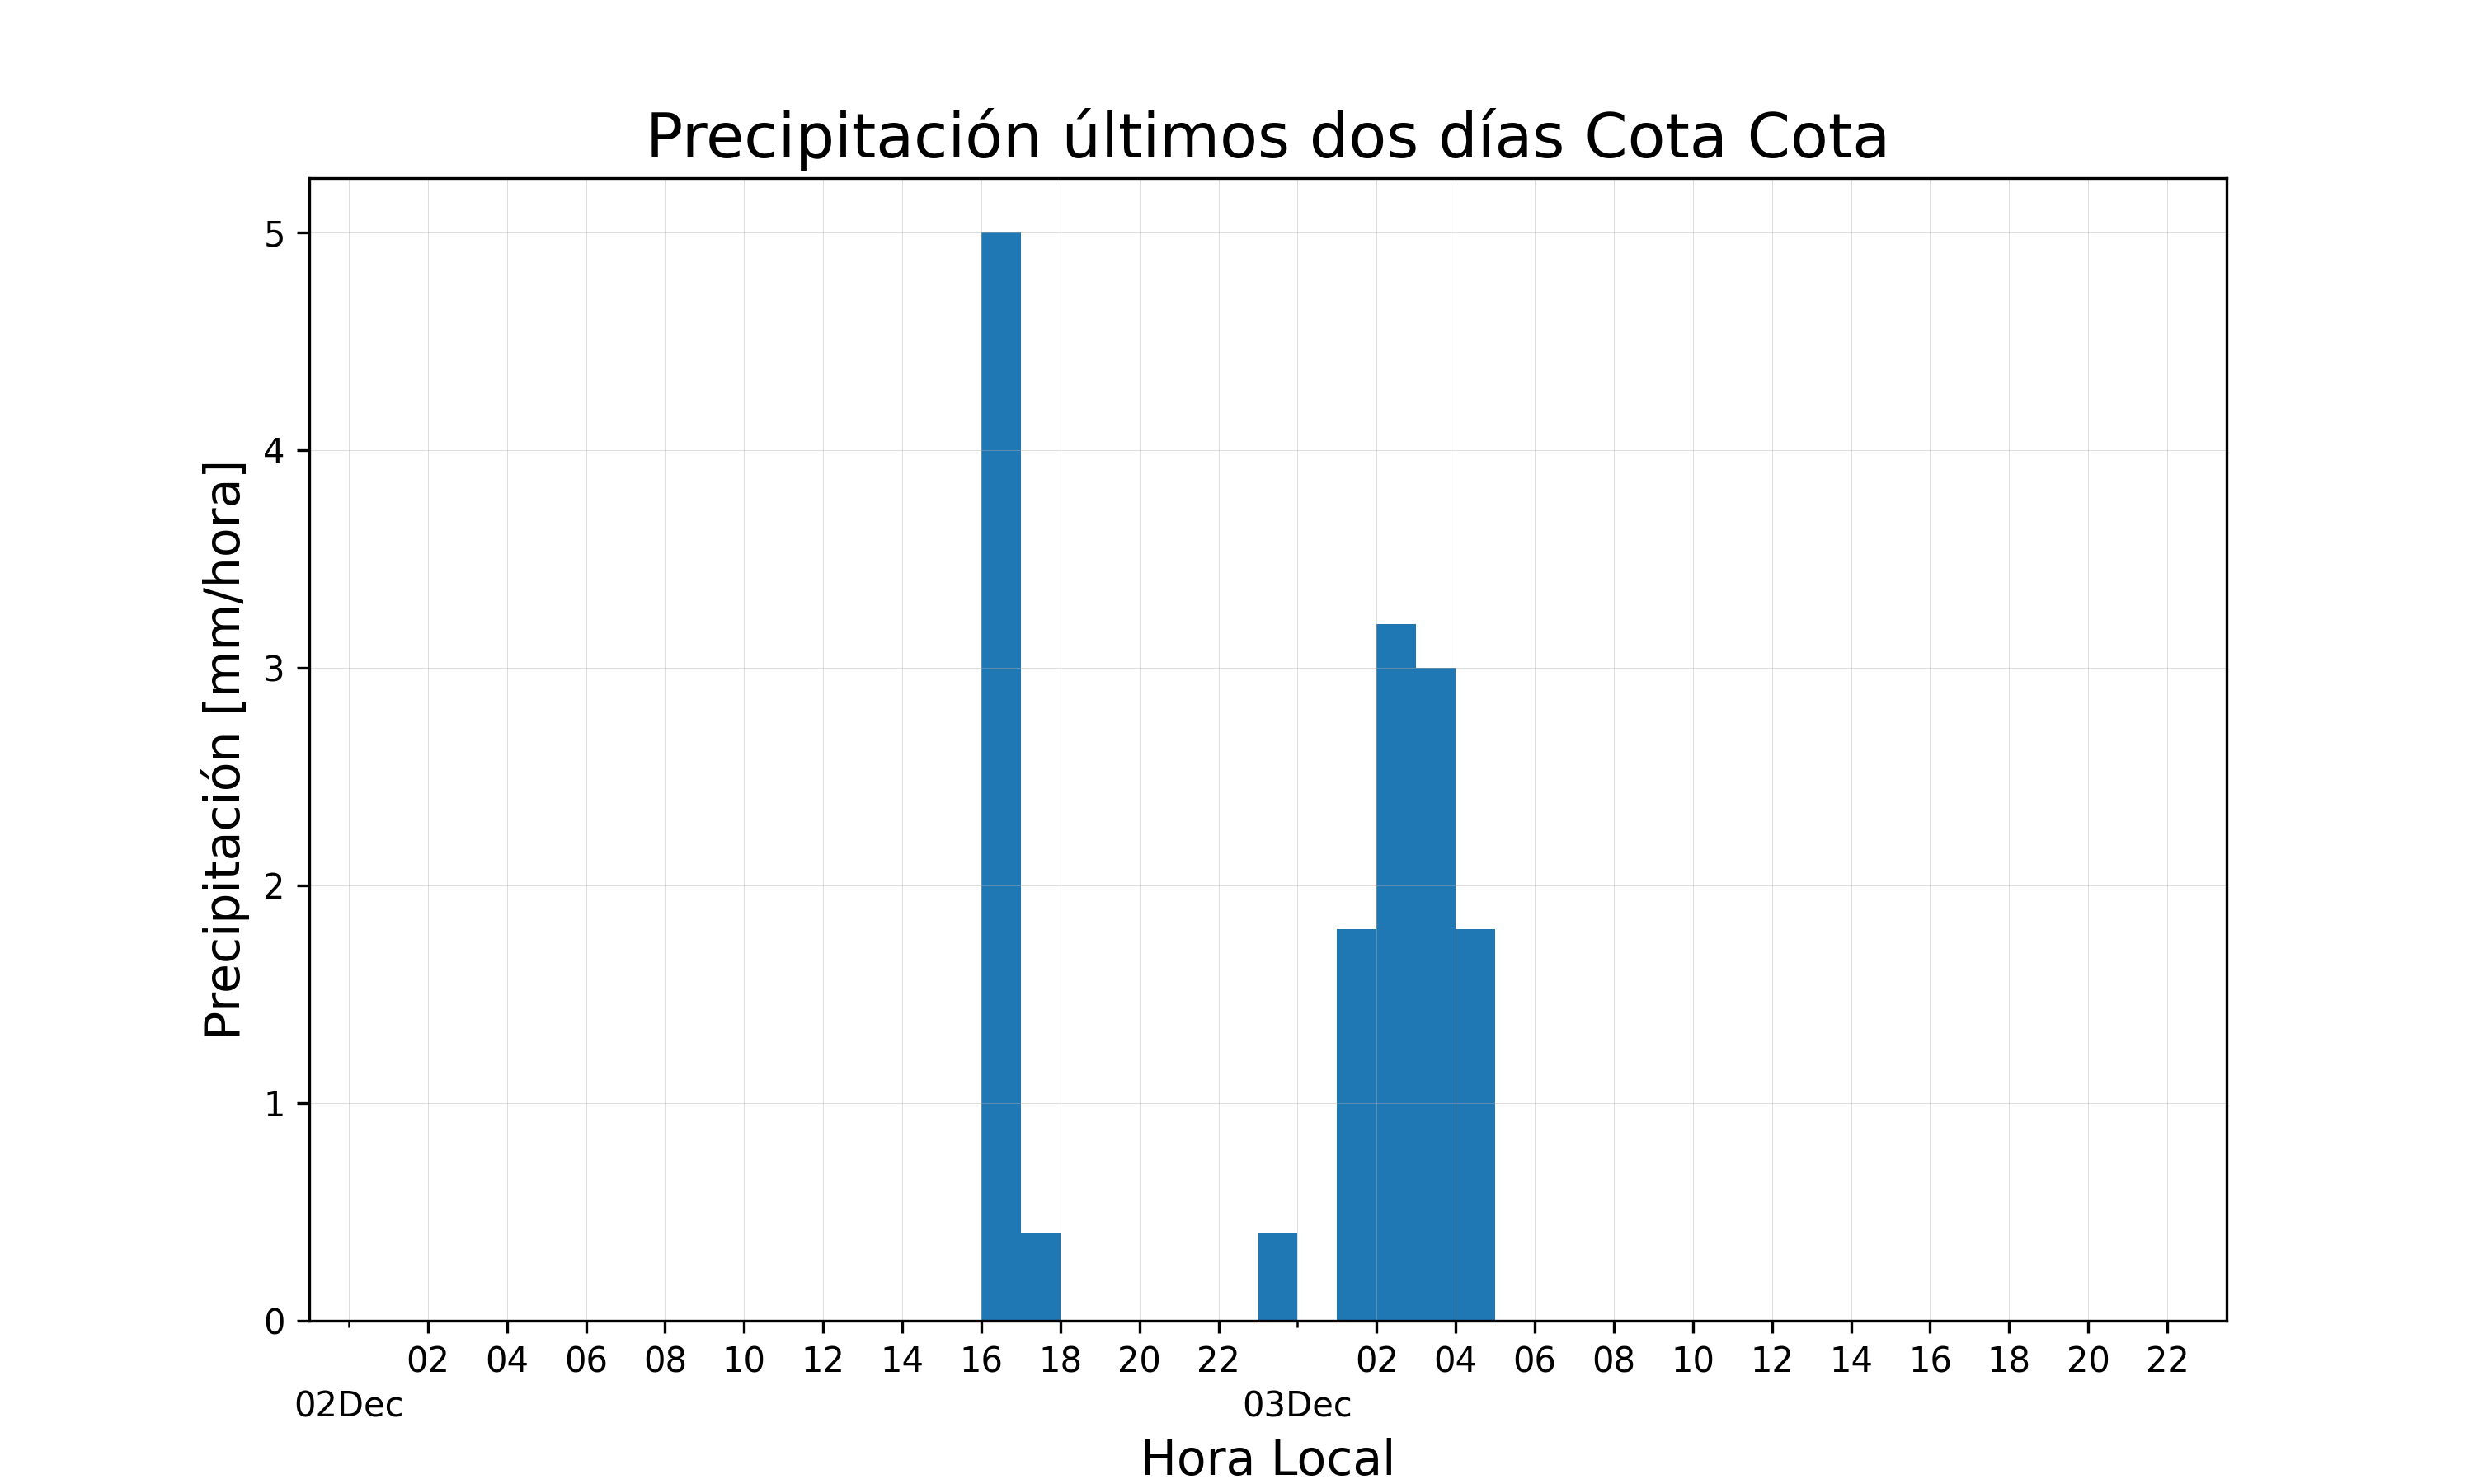 Precipitación últimos dos días Cota Cota
Precipitación [mm/hora]
5
4
3
2
1
0
02 04 06 08 10 12 14 16 18 20 22 02 04 06 08 10 12 14 16 18 20 22
02Dec 03Dec
Hora Local